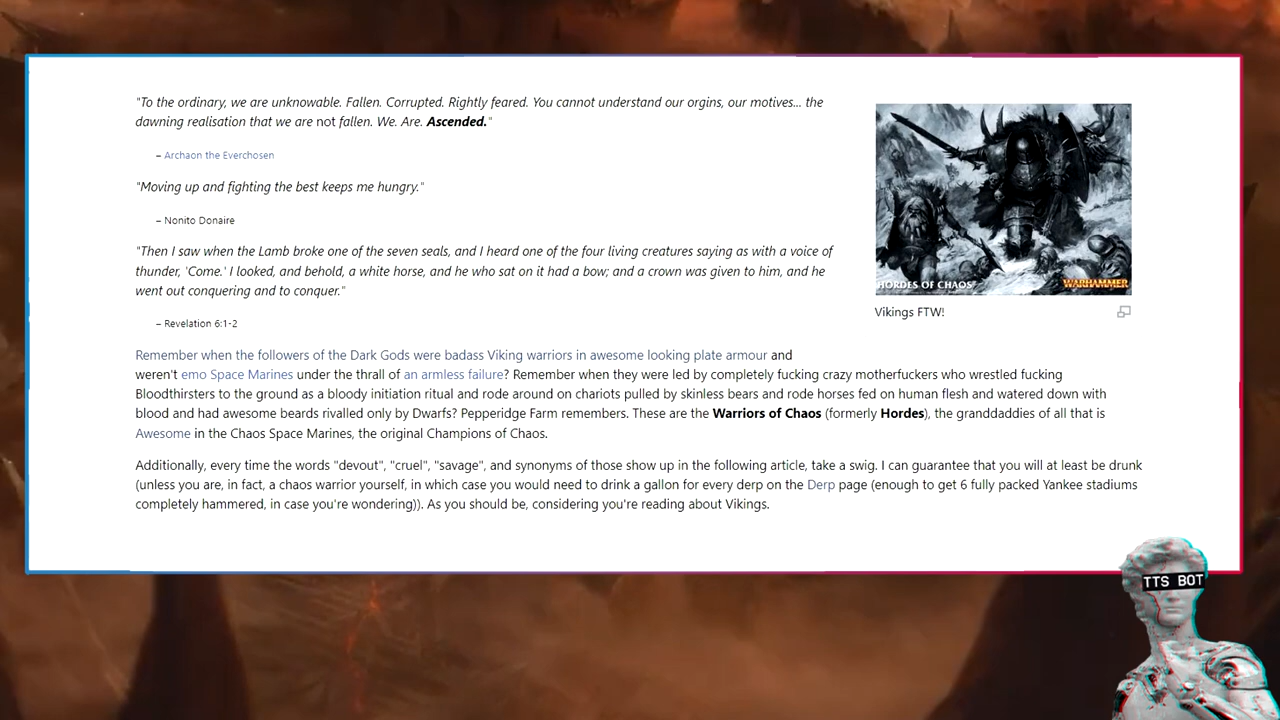 "To the ordinary, we are unknowable. Fallen. Corrupted. Rightly feared. You cannot understand our orgins, our motives... the
dawning realisation that we are not fallen. We. Are. Ascended."
– Archaon the Everchosen
"Moving up and fighting the best keeps me hungry."
– Nonito Donaire
"Then I saw when the Lamb broke one of the seven seals, and I heard one of the four living creatures saying as with a voice of
thunder, 'Come.' I looked, and behold, a white horse, and he who sat on it had a bow; and a crown was given to him, and he
went out conquering and to conquer."
– Revelation 6:1-2
HORDES OF CHAOS
WARHAMMER
Vikings FTW!
Remember when the followers of the Dark Gods were badass Viking warriors in awesome looking plate armour and
weren't emo Space Marines under the thrall of an armless failure? Remember when they were led by completely fucking crazy motherfuckers who wrestled fucking
Bloodthirsters to the ground as a bloody initiation ritual and rode around on chariots pulled by skinless bears and rode horses fed on human flesh and watered down with
blood and had awesome beards rivalled only by Dwarfs? Pepperidge Farm remembers. These are the Warriors of Chaos (formerly Hordes), the granddaddies of all that is
Awesome in the Chaos Space Marines, the original Champions of Chaos.
Additionally, every time the words "devout", "cruel", "savage", and synonyms of those show up in the following article, take a swig. I can guarantee that you will at least be drunk
(unless you are, in fact, a chaos warrior yourself, in which case you would need to drink a gallon for every derp on the Derp page (enough to get 6 fully packed Yankee stadiums
completely hammered, in case you're wondering)). As you should be, considering you're reading about Vikings.
TTS BOT